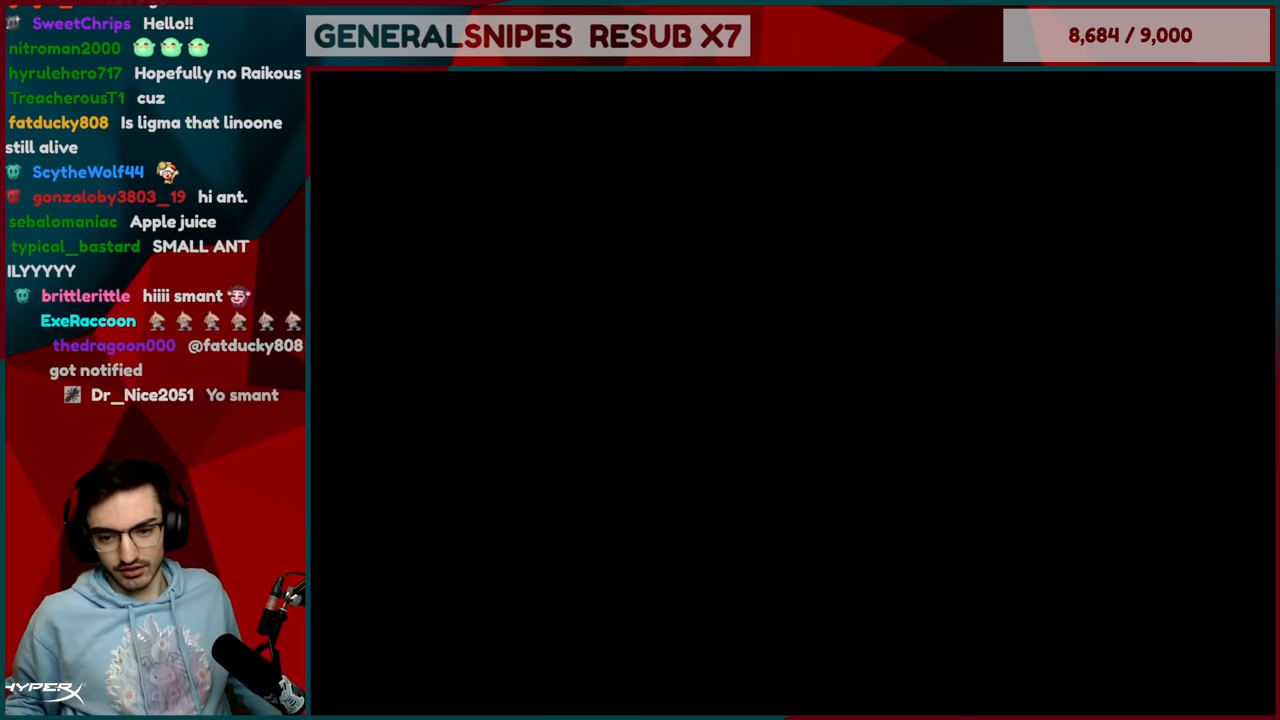 SweetChrips Hello!!
nitroman2000
hyrulehero717 Hopefully no Raikous
TreacherousT1 cuz
fatducky808 Is ligma that linoone
still alive
ScytheWolf44
gonzaloby3803_19 hi ant.
sebalomaniac Apple juice
typical_bastard SMALL ANT
ILYYYYY
brittlerittle hiiii smant
ExeRaccoon
thedragoon000 @fatducky808
got notified
Dr_Nice2051 Yo smant
HYPERX
GENERALSNIPES RESUB X7
8,684 / 9,000